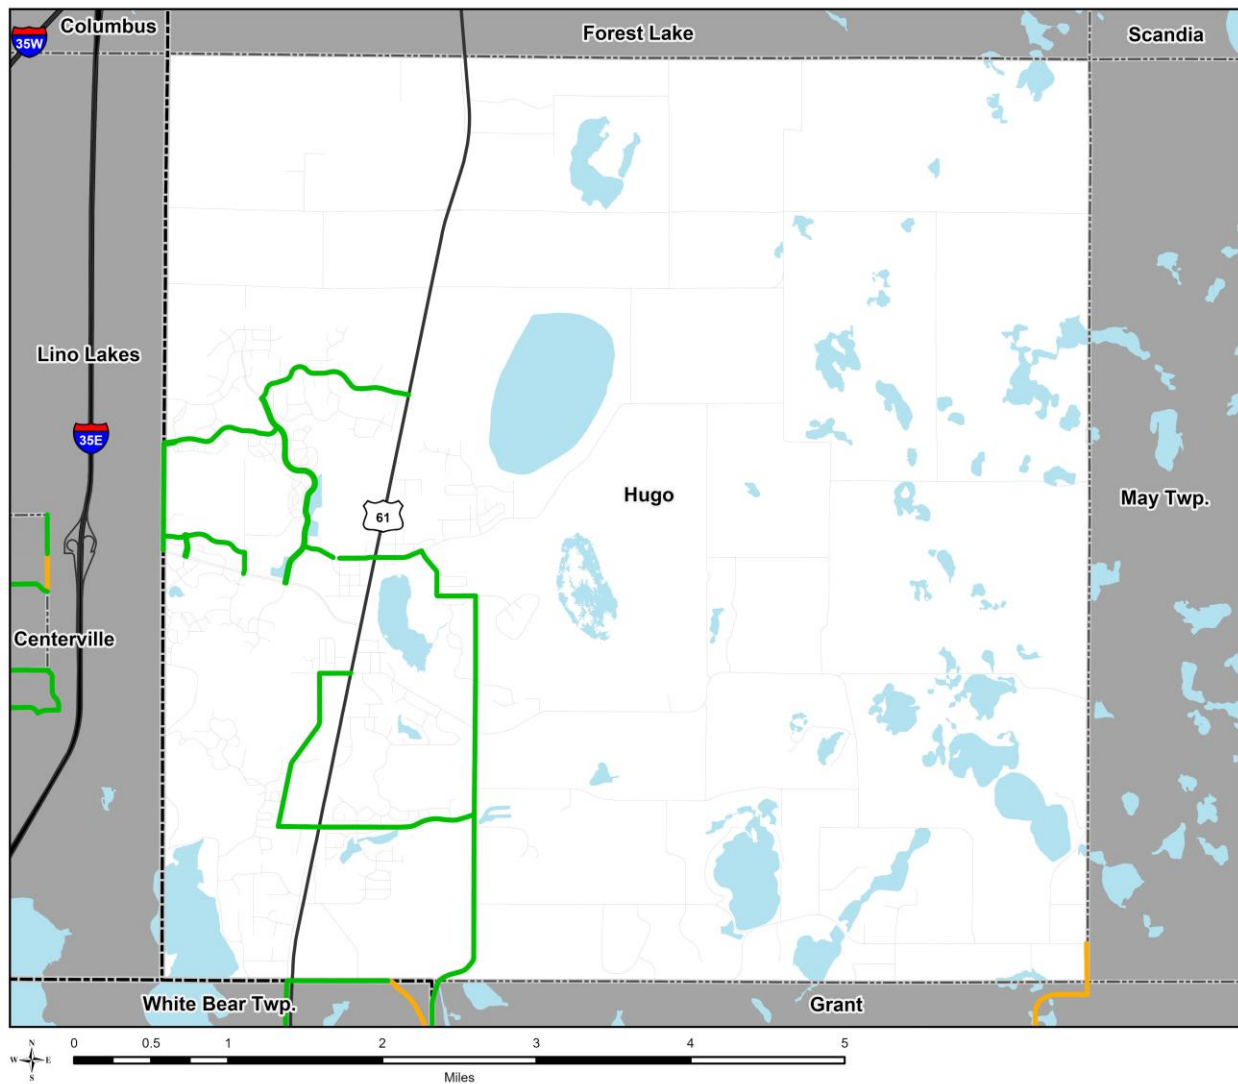 Columbus
35W
Forest Lake
Scandia
Lino Lakes
35E
Hugo
May Twp.
61
Centerville
White Bear Twp.
Grant
N
W E
S
0 0.5 1 2 3 4 5
Miles